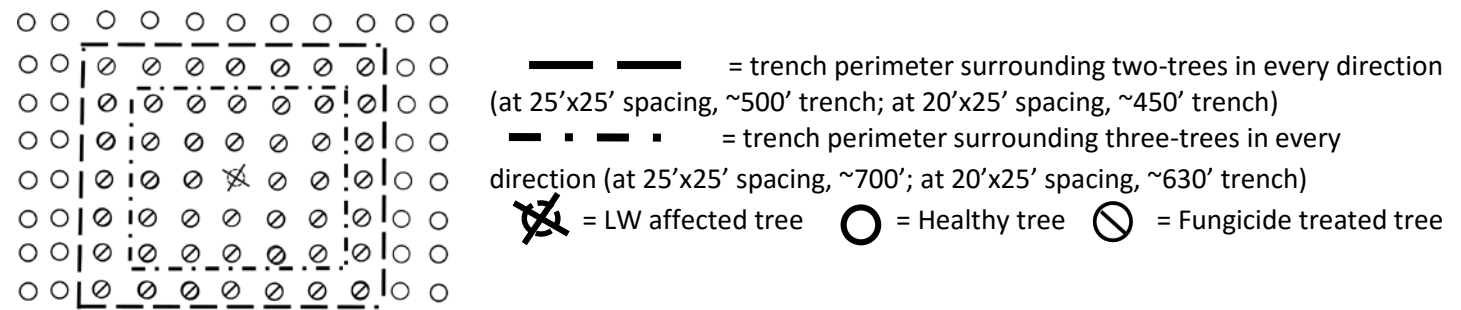 = trench perimeter surrounding two-trees in every direction
(at 25’x25’ spacing, ~500’ trench; at 20’x25’ spacing, ~450’ trench)
= trench perimeter surrounding three-trees in every
direction (at 25’x25’ spacing, ~700’; at 20’x25’ spacing, ~630’ trench)
= LW affected tree = Healthy tree = Fungicide treated tree